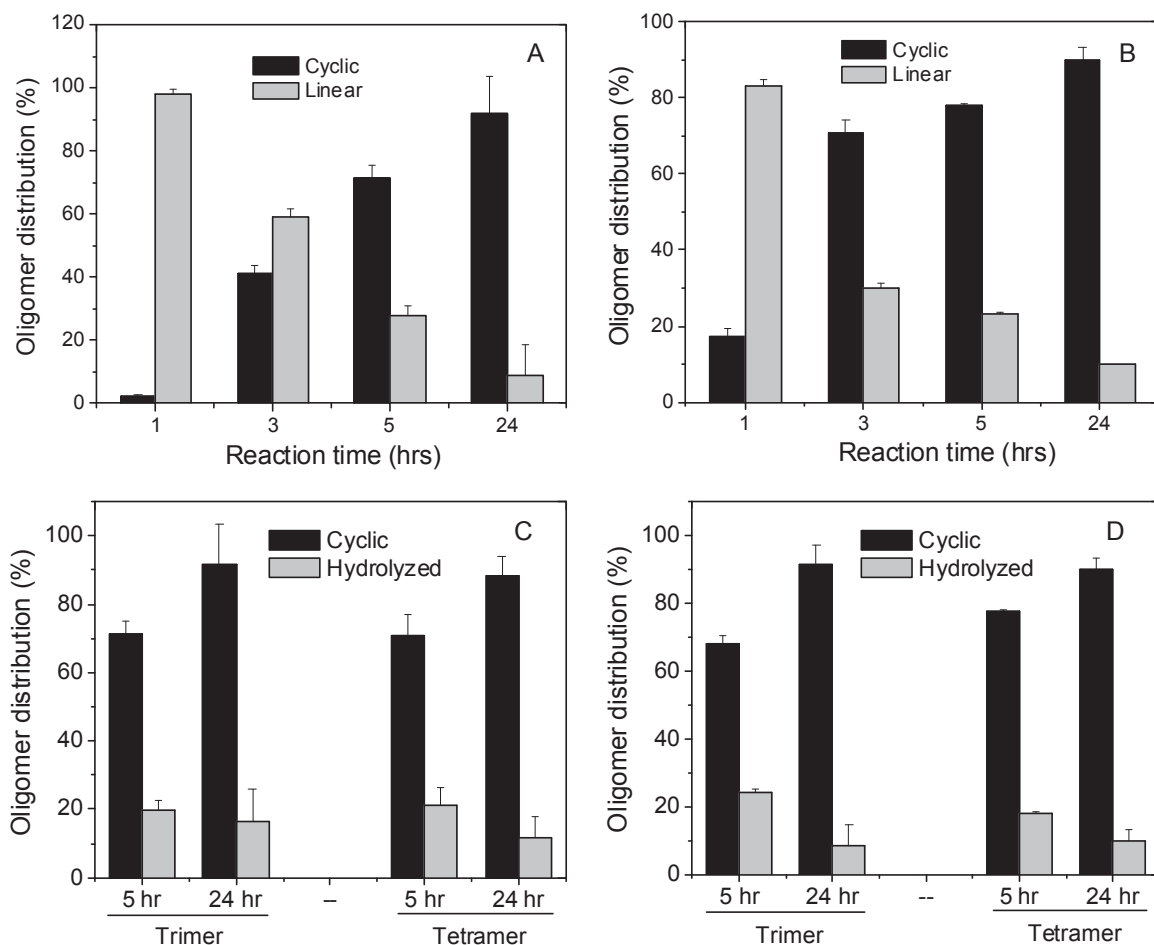 A
Cyclic
Linear
120
100
80
60
40
20
0
Oligomer distribution (%)
1 3 5 24
Reaction time (hrs)
B
Cyclic
Linear
100
80
60
40
20
0
Oligomer distribution (%)
1 3 5 24
Reaction time (hrs)
C
Cyclic
Hydrolyzed
100
80
60
40
20
0
Oligomer distribution (%)
5 hr 24 hr – 5 hr 24 hr
Trimer Tetramer
D
Cyclic
Hydrolyzed
100
80
60
40
20
0
Oligomer distribution (%)
5 hr 24 hr -- 5 hr 24 hr
Trimer Tetramer